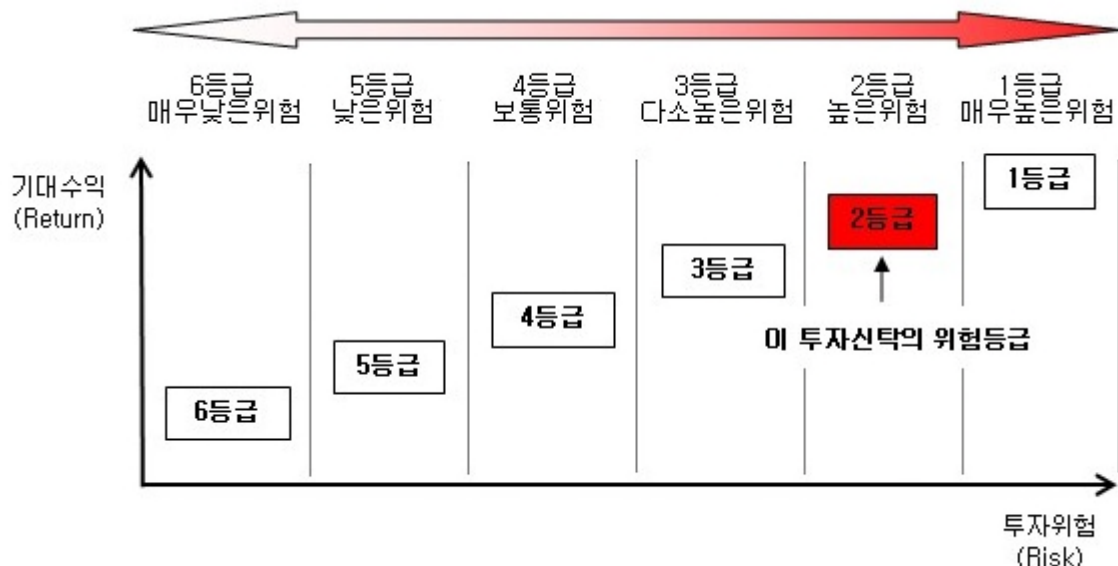 6등급
매우낮은위험
5등급
낮은위험
4등급
보통위험
3등급
다소높은위험
2등급
높은위험
1등급
매우높은위험
기대수익
(Return)
1등급
2등급
3등급
4등급
이 투자신탁의 위험등급
5등급
6등급
투자위험
(Risk)